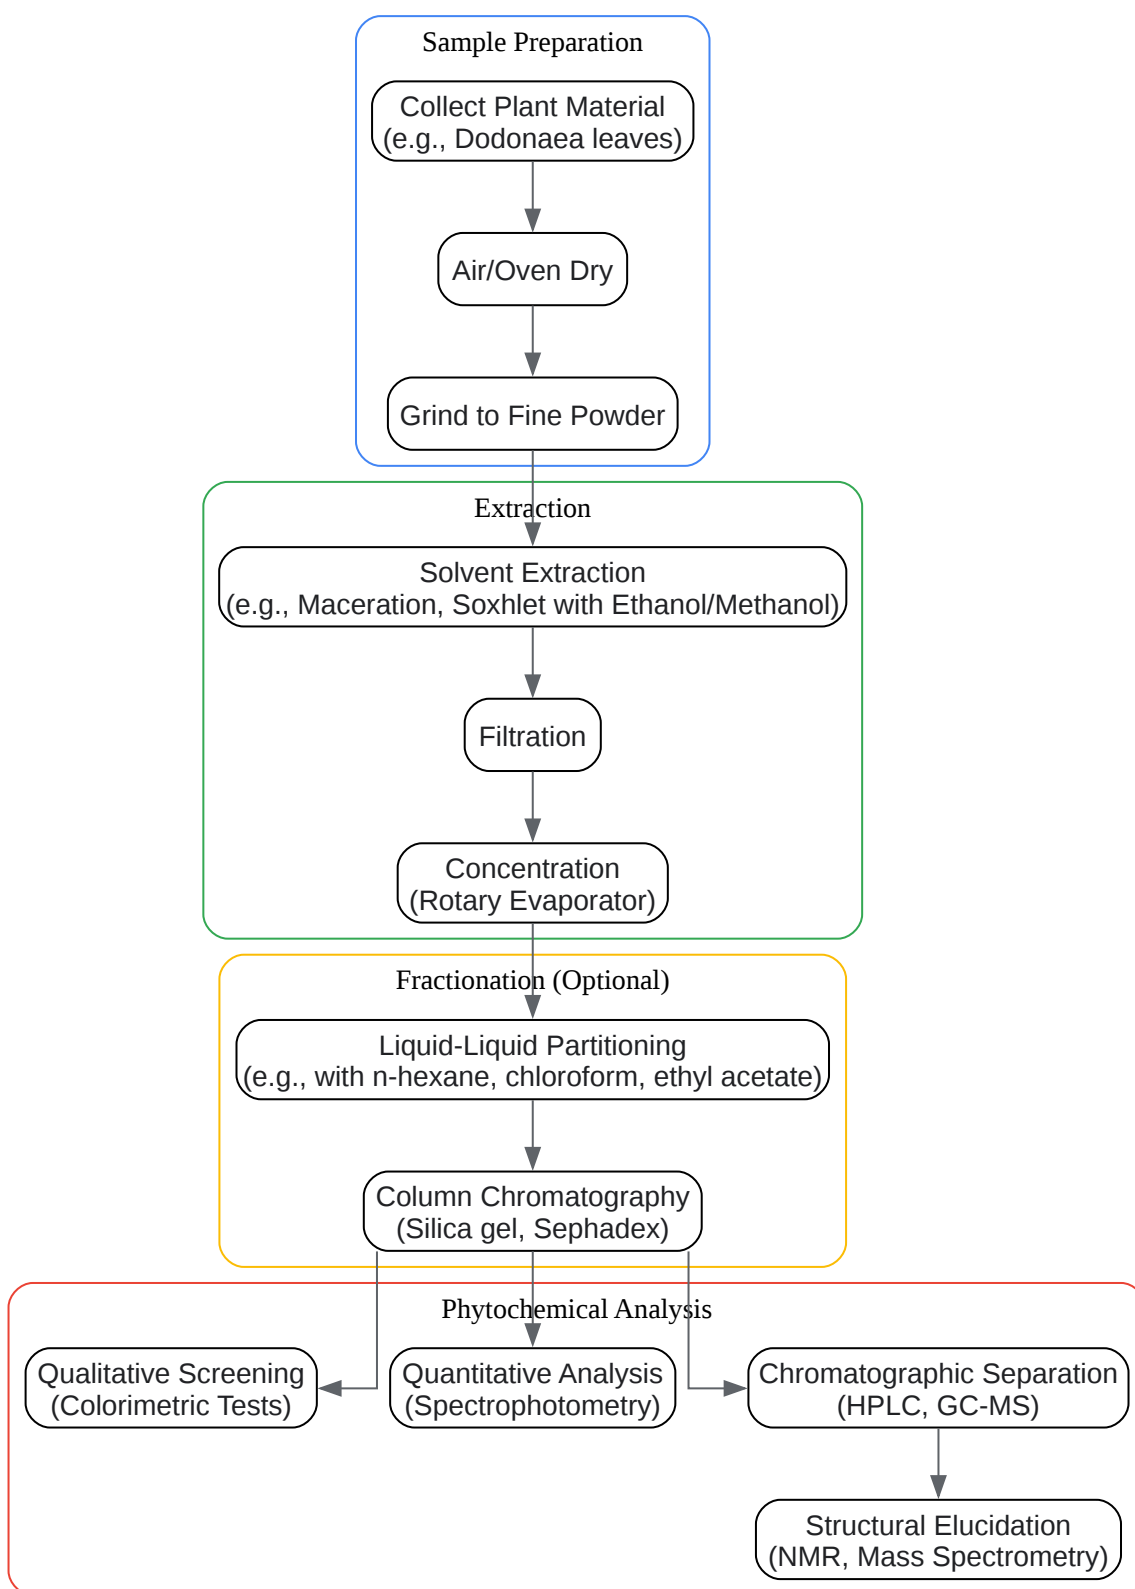 Sample Preparation
Collect Plant Material
(e.g., Dodonaea leaves)
Air/Oven Dry
Grind to Fine Powder
Extraction
Solvent Extraction
(e.g., Maceration, Soxhlet with Ethanol/Methanol)
Filtration
Concentration
(Rotary Evaporator)
Fractionation (Optional)
Liquid-Liquid Partitioning
(e.g., with n-hexane, chloroform, ethyl acetate)
Column Chromatography
(Silica gel, Sephadex)
Phytochemical Analysis
Qualitative Screening
(Colorimetric Tests)
Quantitative Analysis
(Spectrophotometry)
Chromatographic Separation
(HPLC, GC-MS)
Structural Elucidation
(NMR, Mass Spectrometry)